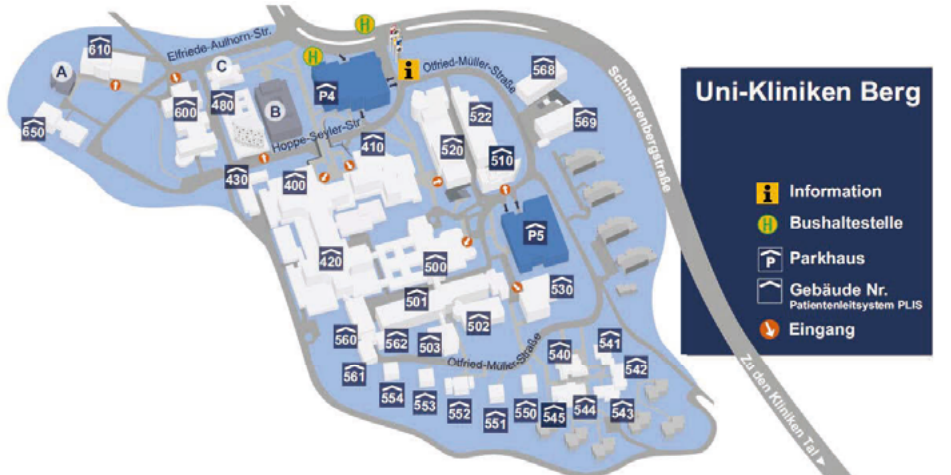 H
H
610
Elfriede-Aulhorn-Str.
A
C
P4
i
Otfried-Müller-Straße
568
Schnarrenbergstraße
480
600
B
650
522
569
Hoppe-Seyler-Str
410
520
510
430
400
P5
420
500
501
530
502
560
562
503
Otfried-Müller-Straße
540
541
561
542
554
553
552
551
550
545
544
543
Zu den Kliniken Tal
Uni-Kliniken Berg
i Information
H Bushaltestelle
P Parkhaus
Gebäude Nr.
Patientenleitsystem PLIS
Eingang